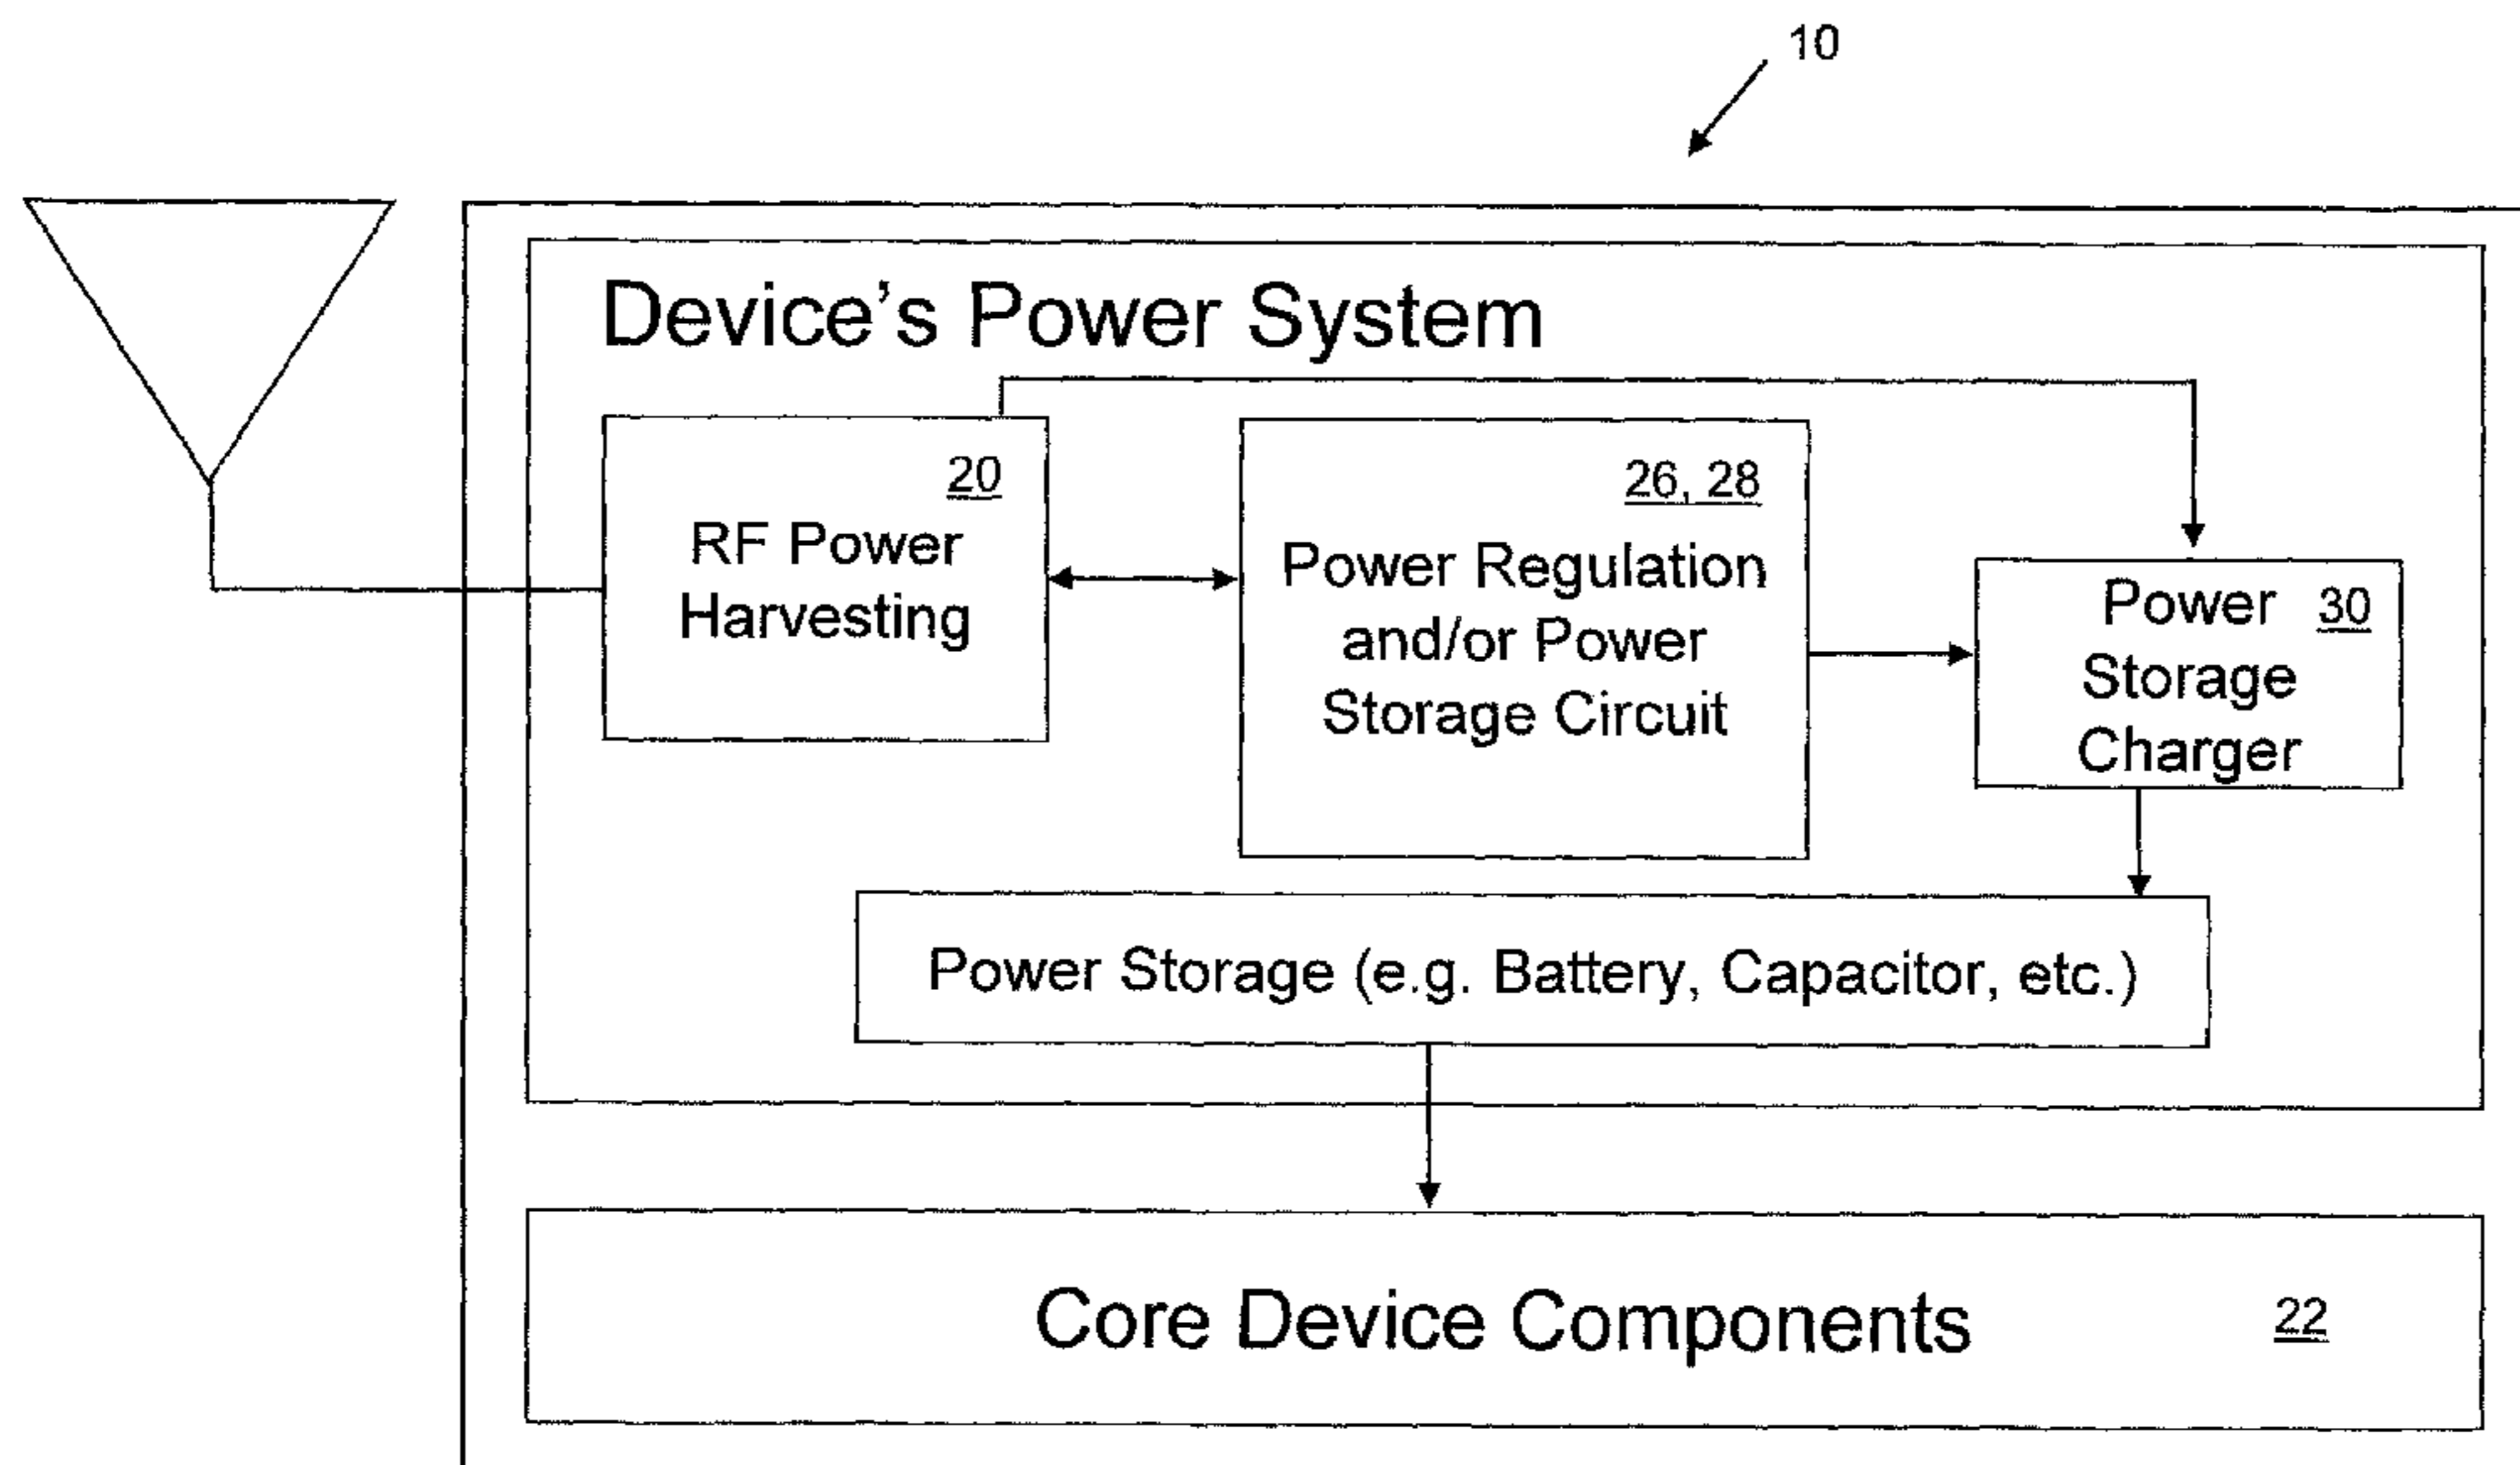 10
Device's Power System
20
RF Power
Harvesting
26, 28
Power Regulation
and/or Power
Storage Circuit
Power 30
Storage
Charger
Power Storage (e.g. Battery, Capacitor, etc.)
Core Device Components 22